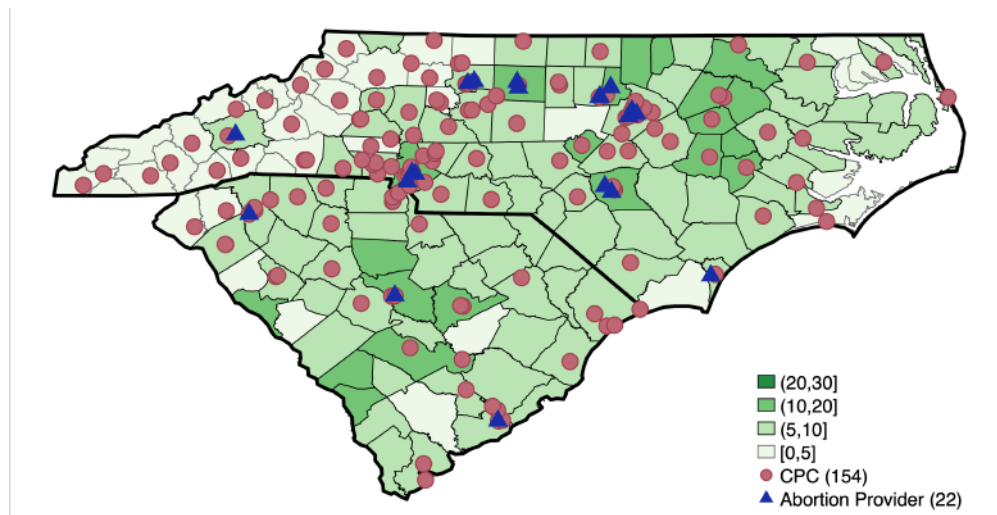 (20,30]
(10,20]
(5,10]
[0,5]
CPC (154)
Abortion Provider (22)